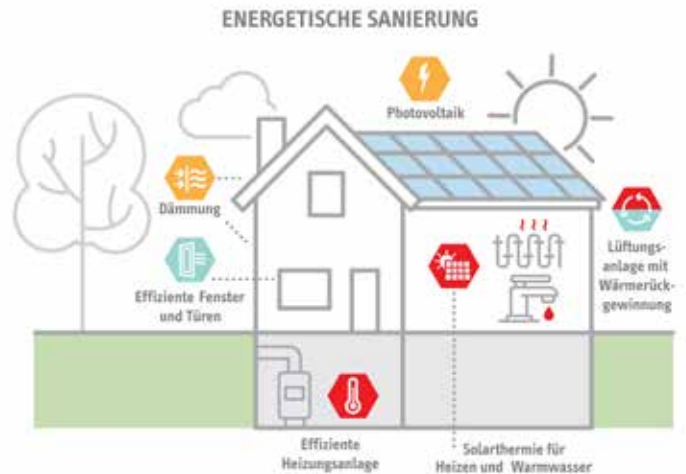 ENERGETISCHE SANIERUNG
Photovoltaik
Dämmung
Effiziente Fenster
und Türen
Lüftungs-
anlage mit
Wärmerück-
gewinnung
Effiziente
Heizungsanlage
Solarthermie für
Heizen und Warmwasser